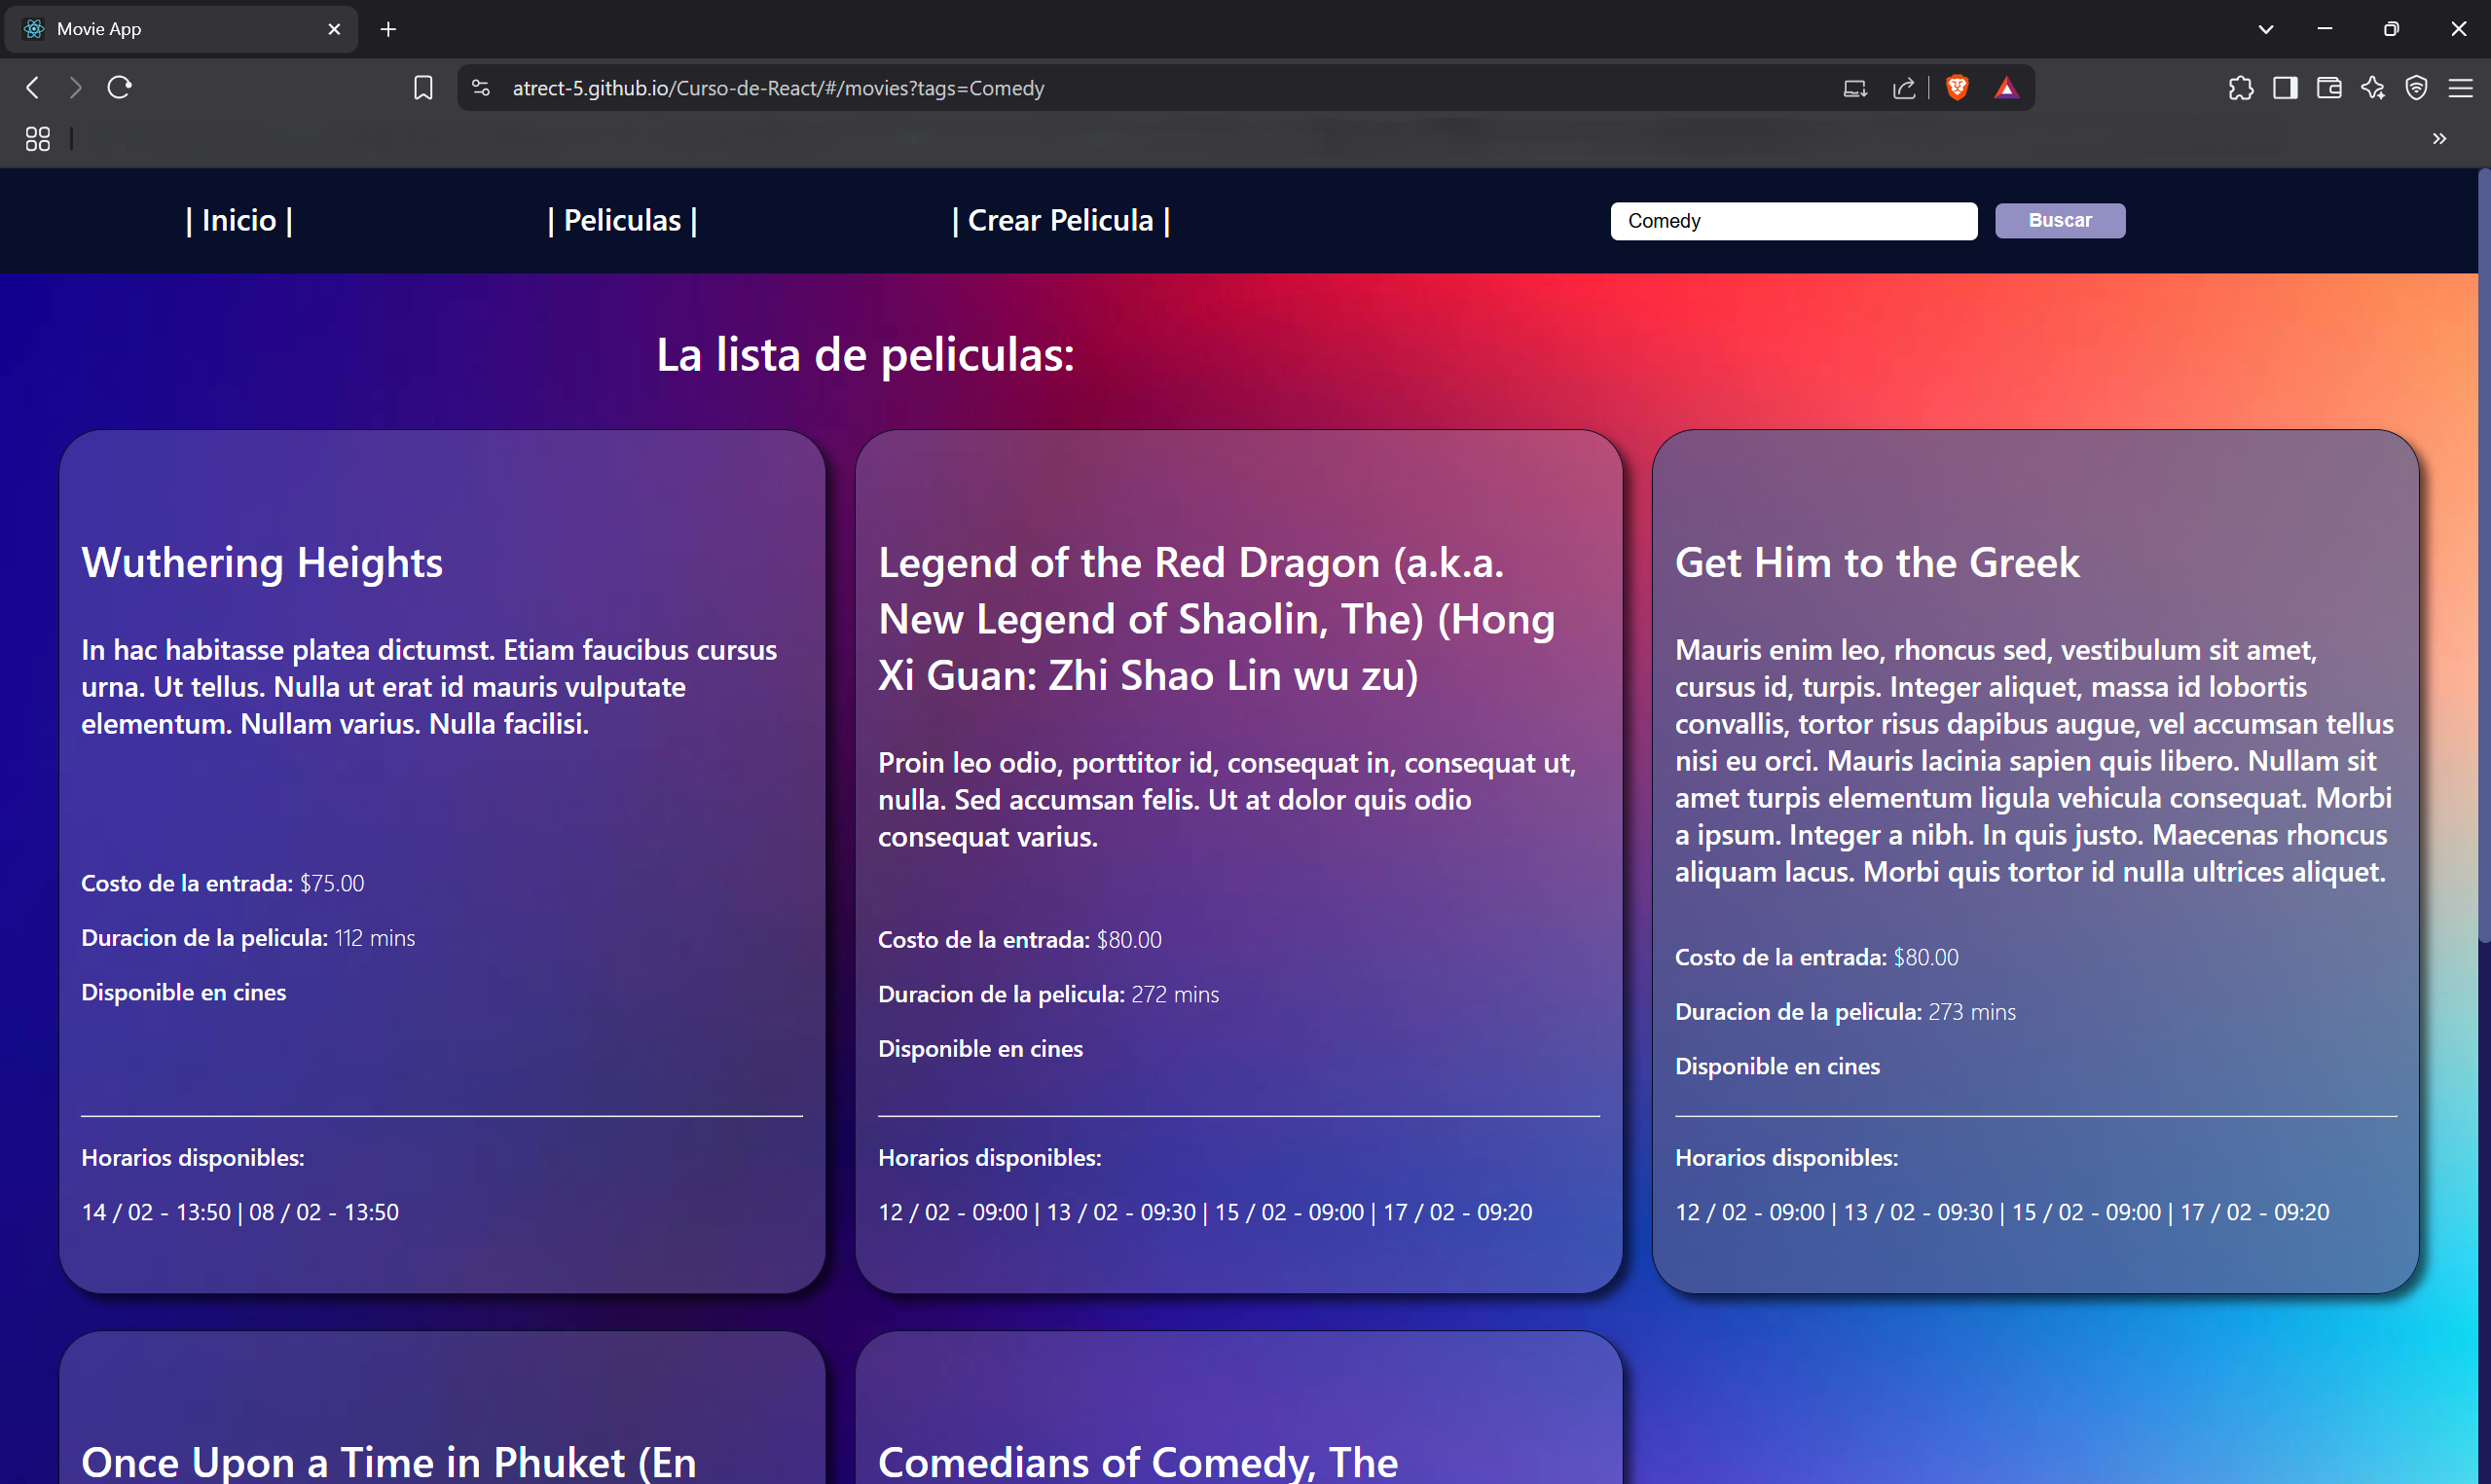 Movie App
atrect-5.github.io/Curso-de-React/#/movies?tags=Comedy
| Inicio |
| Peliculas |
| Crear Pelicula |
Comedy
Buscar
La lista de peliculas:
Wuthering Heights
In hac habitasse platea dictumst. Etiam faucibus cursus
urna. Ut tellus. Nulla ut erat id mauris vulputate
elementum. Nullam varius. Nulla facilisi.
Costo de la entrada: $75.00
Duracion de la pelicula: 112 mins
Disponible en cines
Horarios disponibles:
14 / 02 - 13:50 | 08 / 02 - 13:50
Legend of the Red Dragon (a.k.a.
New Legend of Shaolin, The) (Hong
Xi Guan: Zhi Shao Lin wu zu)
Proin leo odio, porttitor id, consequat in, consequat ut,
nulla. Sed accumsan felis. Ut at dolor quis odio
consequat varius.
Costo de la entrada: $80.00
Duracion de la pelicula: 272 mins
Disponible en cines
Horarios disponibles:
12 / 02 - 09:00 | 13 / 02 - 09:30 | 15 / 02 - 09:00 | 17 / 02 - 09:20
Get Him to the Greek
Mauris enim leo, rhoncus sed, vestibulum sit amet,
cursus id, turpis. Integer aliquet, massa id lobortis
convallis, tortor risus dapibus augue, vel accumsan tellus
nisi eu orci. Mauris lacinia sapien quis libero. Nullam sit
amet turpis elementum ligula vehicula consequat. Morbi
a ipsum. Integer a nibh. In quis justo. Maecenas rhoncus
aliquam lacus. Morbi quis tortor id nulla ultrices aliquet.
Costo de la entrada: $80.00
Duracion de la pelicula: 273 mins
Disponible en cines
Horarios disponibles:
12 / 02 - 09:00 | 13 / 02 - 09:30 | 15 / 02 - 09:00 | 17 / 02 - 09:20
Once Upon a Time in Phuket (En
Comedians of Comedy, The